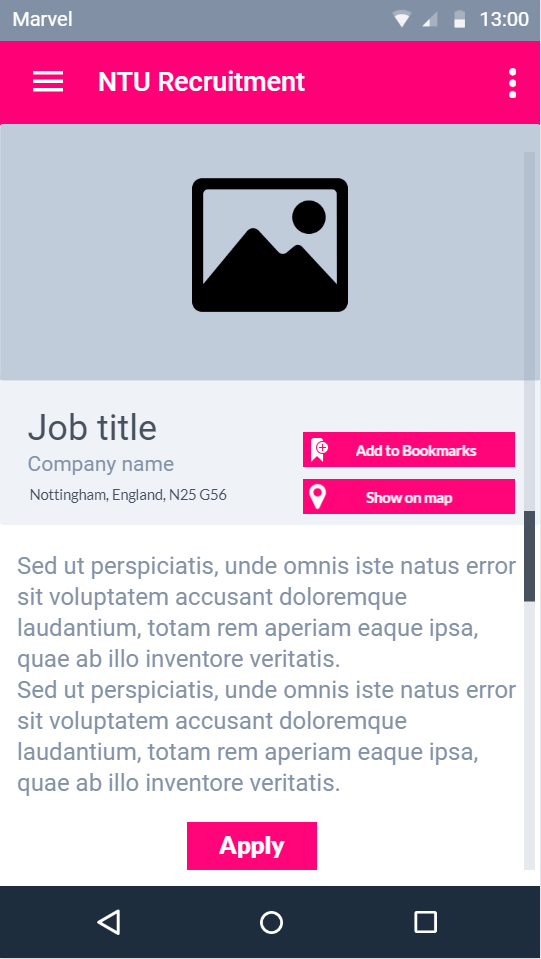 Marvel
13:00
NTU Recruitment
Job title
Company name
Nottingham, England, N25 G56
Add to Bookmarks
Show on map
Sed ut perspiciatis, unde omnis iste natus error
sit voluptatem accusant doloremque
laudantium, totam rem aperiam eaque ipsa,
quae ab illo inventore veritatis.
Sed ut perspiciatis, unde omnis iste natus error
sit voluptatem accusant doloremque
laudantium, totam rem aperiam eaque ipsa,
quae ab illo inventore veritatis.
Apply